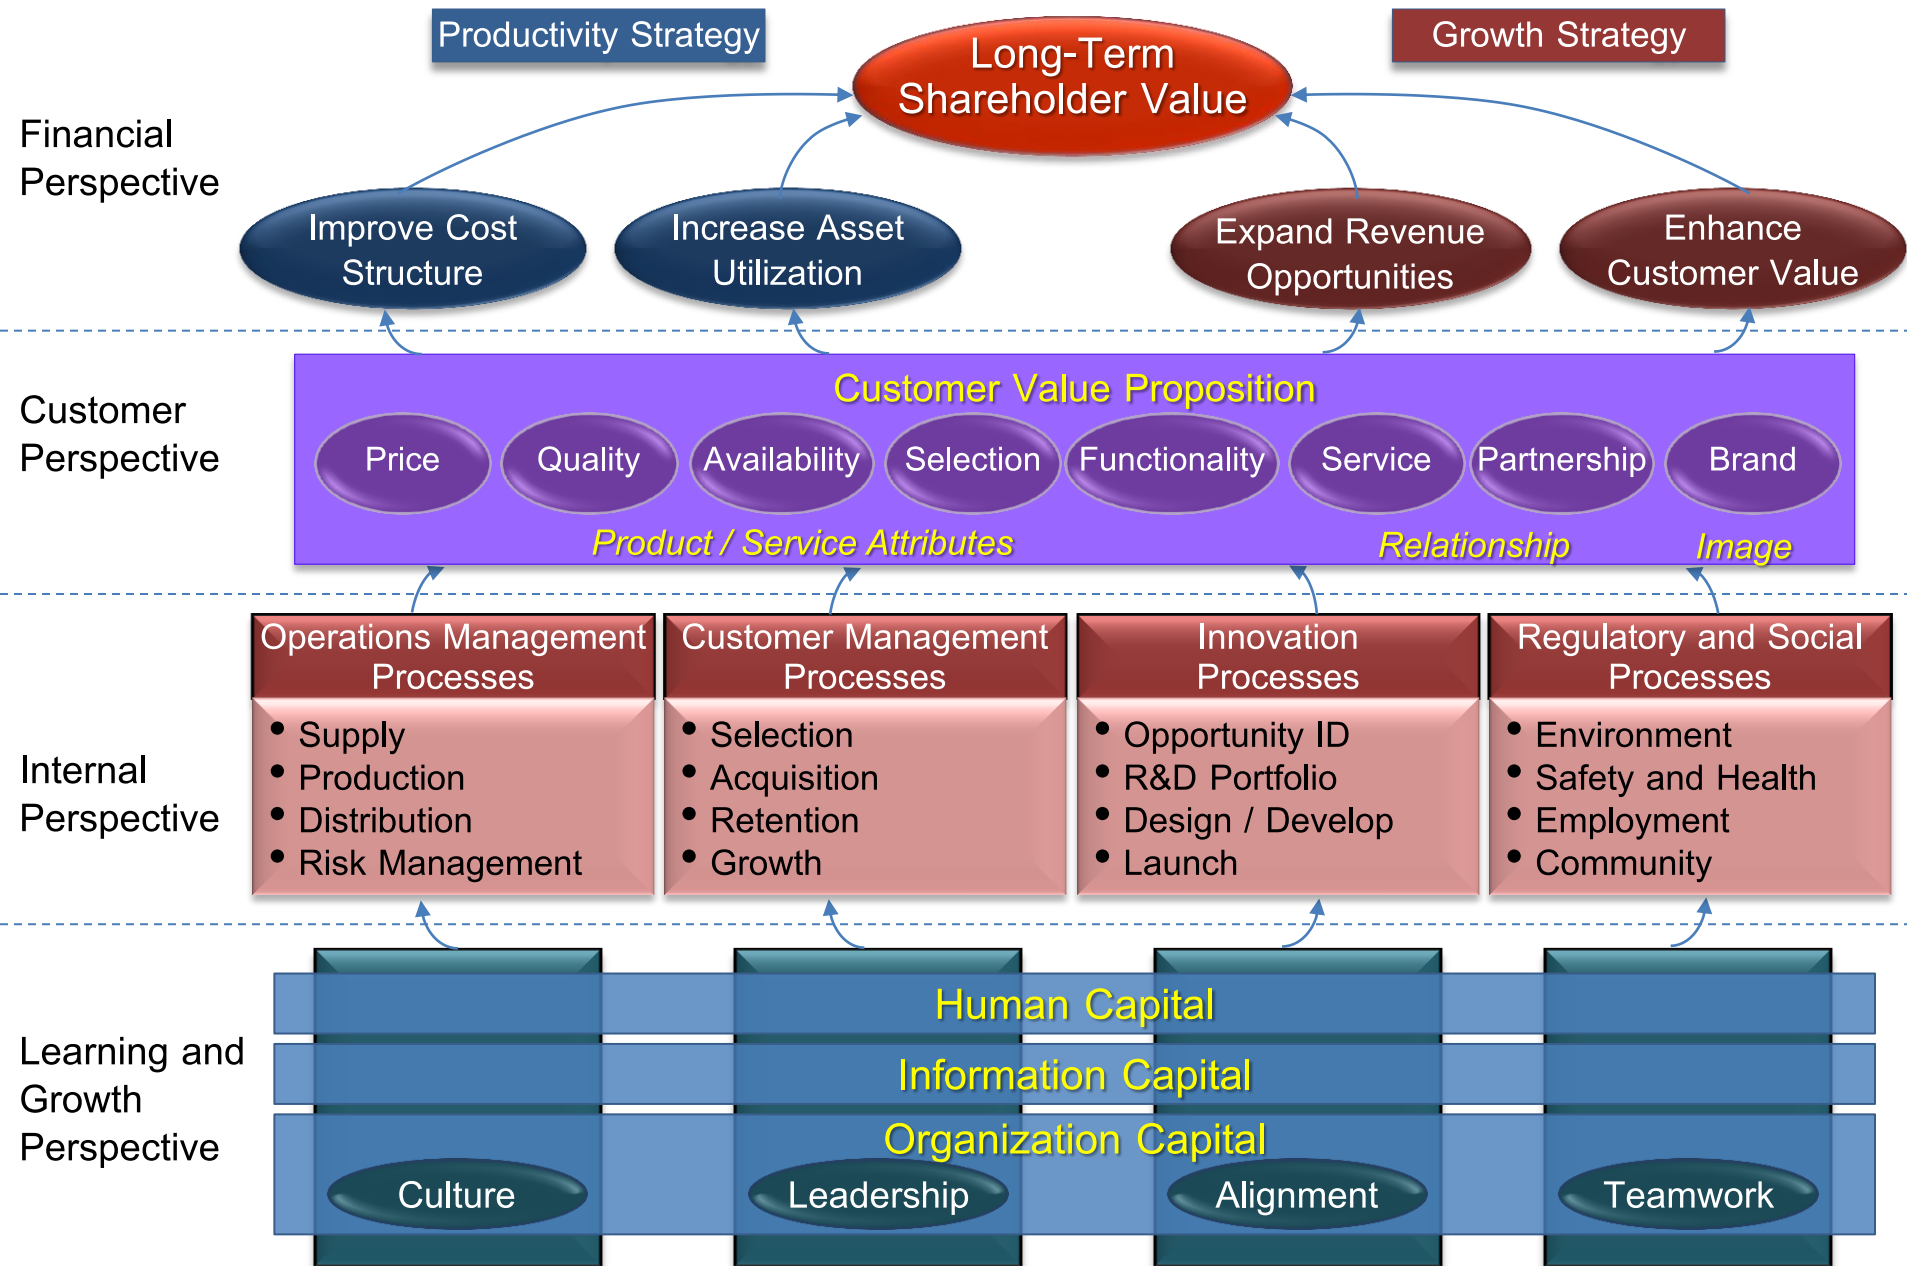 Productivity Strategy
Long-Term
Shareholder Value
Growth Strategy
Financial
Perspective
Improve Cost
Structure
Increase Asset
Utilization
Expand Revenue
Opportunities
Enhance
Customer Value
Customer
Perspective
Customer Value Proposition
Price
Quality
Availability
Selection
Functionality
Service
Partnership
Brand
Product / Service Attributes
Relationship
Image
Internal
Perspective
Operations Management
Processes
• Supply
• Production
• Distribution
• Risk Management
Customer Management
Processes
• Selection
• Acquisition
• Retention
• Growth
Innovation
Processes
• Opportunity ID
• R&D Portfolio
• Design / Develop
• Launch
Regulatory and Social
Processes
• Environment
• Safety and Health
• Employment
• Community
Learning and
Growth
Perspective
Human Capital
Information Capital
Organization Capital
Culture
Leadership
Alignment
Teamwork